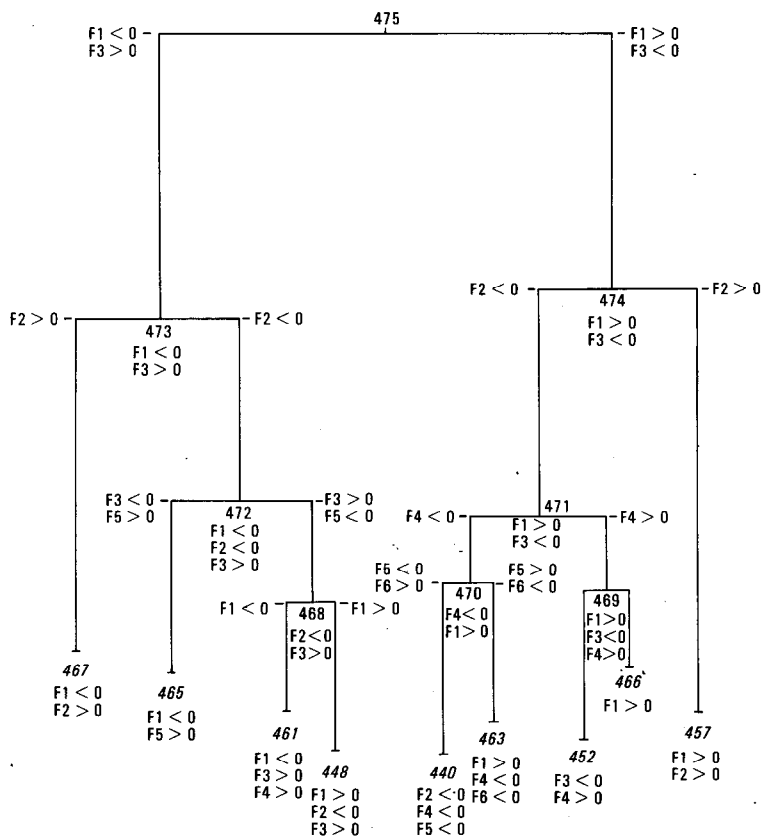 475
F1 < 0
F3 > 0
F1 > 0
F3 < 0
F2 < 0
474
F2 > 0
F1 > 0
F3 < 0
F2 > 0
473
F2 < 0
F1 < 0
F3 > 0
F3 < 0
F5 > 0
472
F3 > 0
F5 < 0
F1 < 0
F2 < 0
F3 > 0
F4 < 0
471
F4 > 0
F1 > 0
F3 < 0
F5 < 0
F6 > 0
470
F5 > 0
F6 < 0
F4 < 0
F1 > 0
469
F1 > 0
F3 < 0
F4 > 0
F1 < 0
468
F1 > 0
F2 < 0
F3 > 0
467
F1 < 0
F2 > 0
465
F1 < 0
F5 > 0
461
F1 < 0
F3 > 0
F4 > 0
448
F1 > 0
F2 < 0
F3 > 0
440
F2 < 0
F4 < 0
F5 < 0
463
F1 > 0
F4 < 0
F6 < 0
452
F3 < 0
F4 > 0
466
F1 > 0
457
F1 > 0
F2 > 0